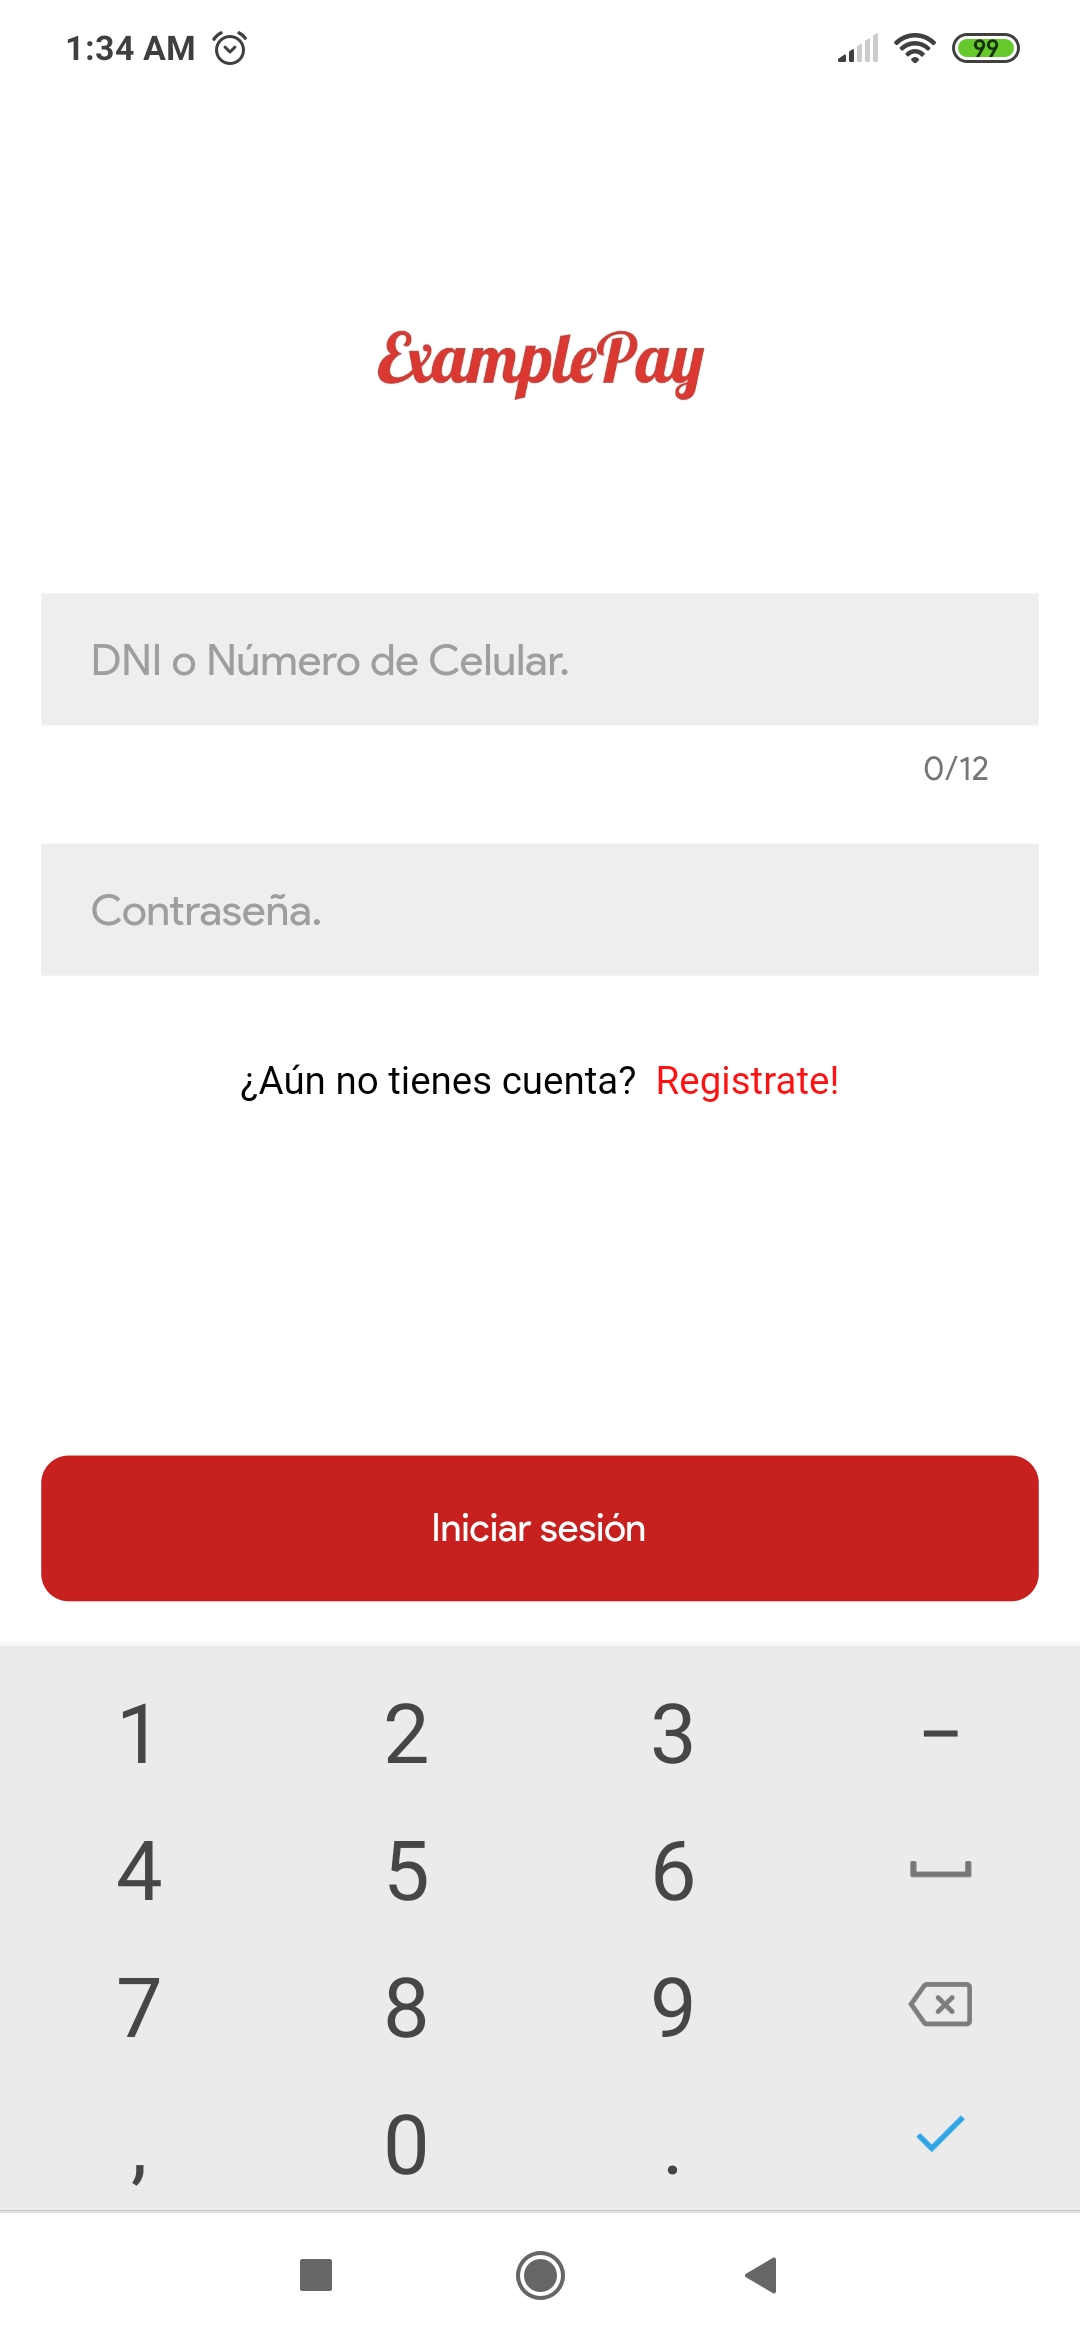 1:34 AM 99
ExamplePay
DNI o Número de Celular.
0/12
Contraseña.
¿Aún no tienes cuenta? Registrate!
Iniciar sesión
1 2 3 –
4 5 6
7 8 9
, 0 .